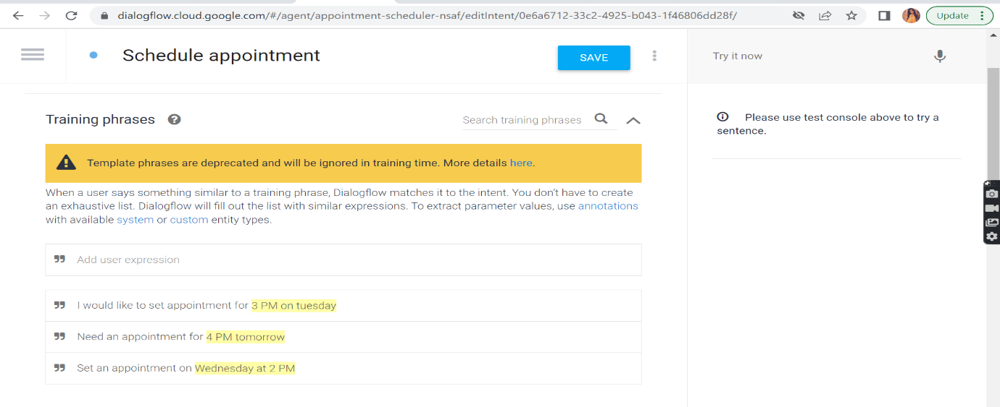 dialogflow.cloud.google.com/#/agent/appointment-scheduler-nsaf/editIntent/0e6a6712-33c2-4925-b043-1f46806dd28f/
Update
Schedule appointment
SAVE
Try it now
Training phrases
Search training phrases
Please use test console above to try a
sentence.
Template phrases are deprecated and will be ignored in training time. More details here.
When a user says something similar to a training phrase, Dialogflow matches it to the intent. You don't have to create
an exhaustive list. Dialogflow will fill out the list with similar expressions. To extract parameter values, use annotations
with available system or custom entity types.
Add user expression
I would like to set appointment for 3 PM on tuesday
Need an appointment for 4 PM tomorrow
Set an appointment on Wednesday at 2 PM